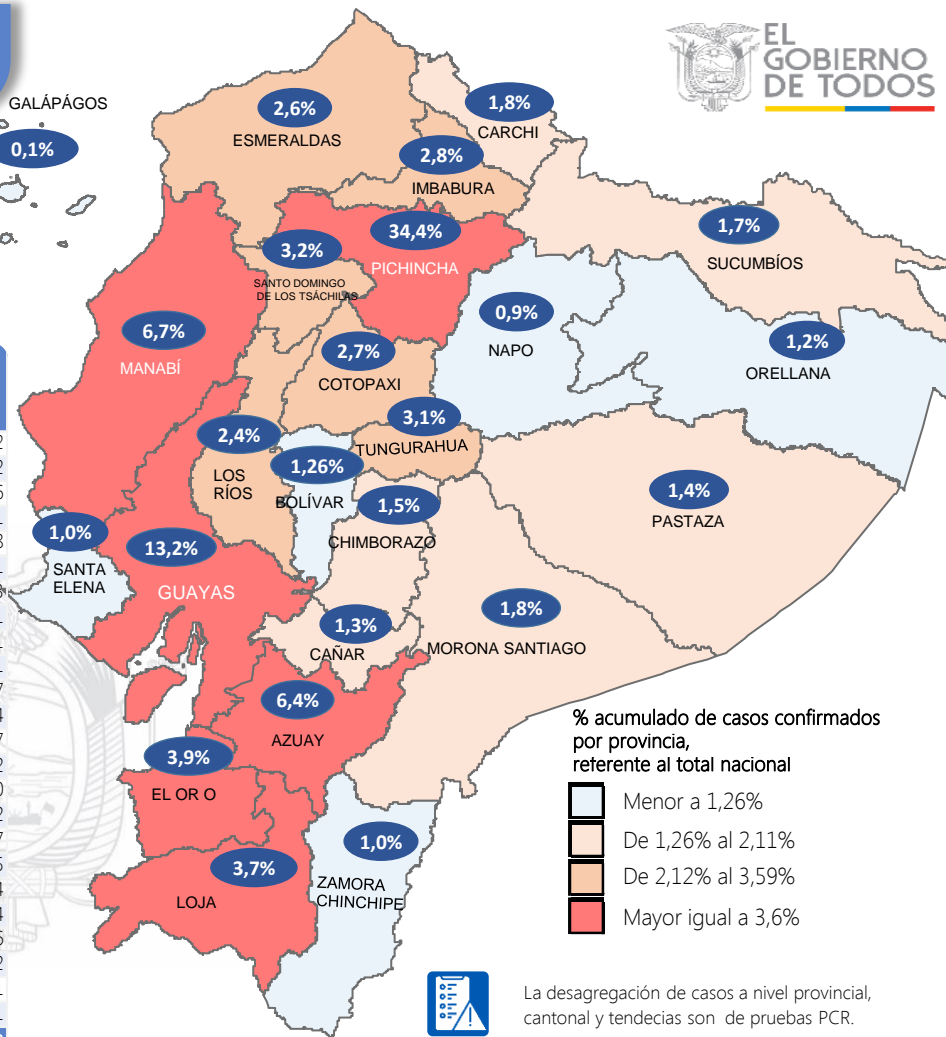 EL
GOBIERNO
DE TODOS
GALÁPÁGOS
0,1%
2,6%
ESMERALDAS
1,8%
CARCHI
2,8%
IMBABURA
34,4%
PICHINCHA
3,2%
SANTO DOMINGO
DE LOS TSÁCHILAS
1,7%
SUCUMBÍOS
6,7%
MANABÍ
0,9%
NAPO
1,2%
ORELLANA
2,7%
COTOPAXI
3,1%
TUNGURAHUA
2,4%
LOS
RÍOS
1,26%
BOLÍVAR
1,5%
CHIMBORAZO
1,4%
PASTAZA
1,0%
SANTA
ELENA
13,2%
GUAYAS
1,3%
CAÑAR
1,8%
MORONA SANTIAGO
6,4%
AZUAY
3,9%
EL OR O
3,7%
LOJA
1,0%
ZAMORA
CHINCHIPE
% acumulado de casos confirmados
por provincia,
referente al total nacional
Menor a 1,26%
De 1,26% al 2,11%
De 2,12% al 3,59%
Mayor igual a 3,6%
La desagregación de casos a nivel provincial,
cantonal y tendecias son de pruebas PCR.